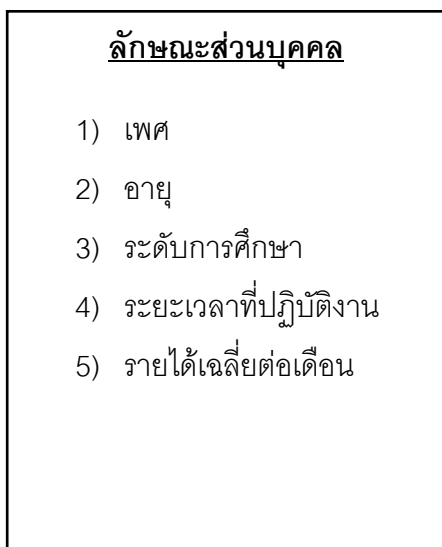 ลักษณะส่วนบุคคล
1) เพศ
2) อายุ
3) ระดับการศึกษา
4) ระยะเวลาที่ปฏิบัติงาน
5) รายได้เฉลี่ยต่อเดือน